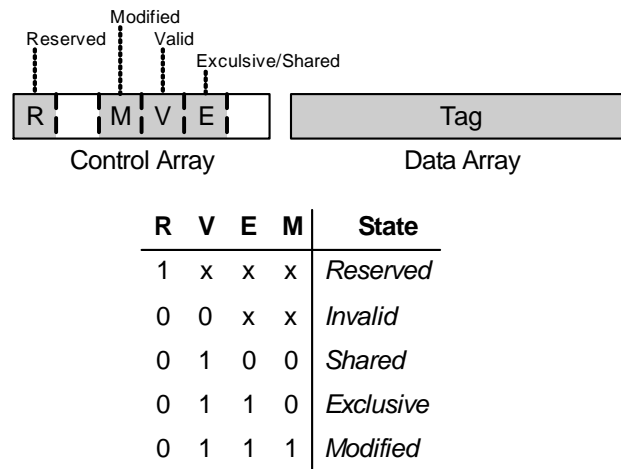 Modified
Reserved Valid
Exculsive/Shared
R M V E Tag
Control Array Data Array
R V E M State
1 x x x Reserved
0 0 x x Invalid
0 1 0 0 Shared
0 1 1 0 Exclusive
0 1 1 1 Modified